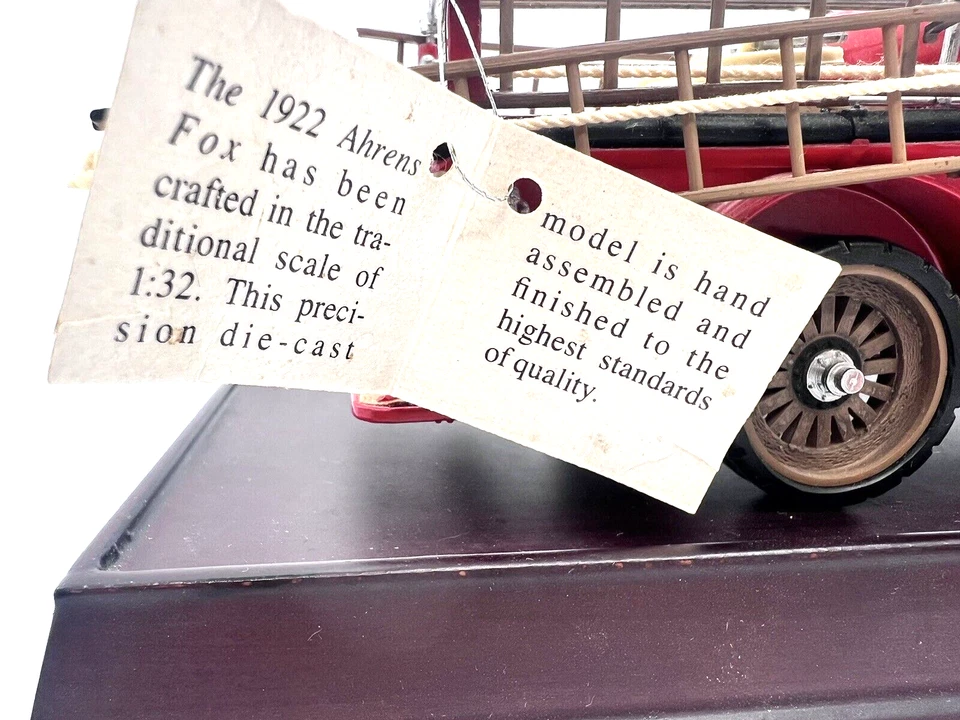 The 1922 Ahrens
Fox has been
crafted in the tra-
ditional scale of
1:32. This preci-
sion die-cast
model is hand
assembled and
finished to the
highest standards
of quality.